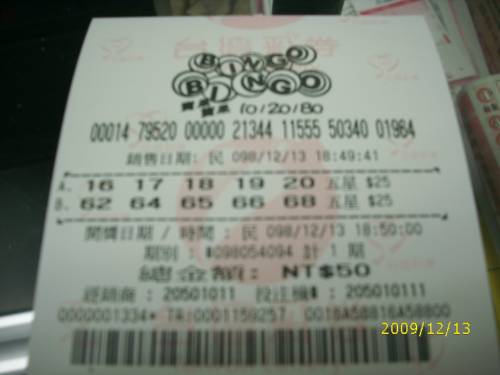 BINGO
BINGO
賓果 賓果 10/20/80
00014 79520 00000 21344 11555 50340 01964
銷售日期: 民 098/12/13 18:49:41
A. 16 17 18 19 20 五星 $25
B. 62 64 65 66 68 五星 $25
開獎日期 / 時間 : 民 098/12/13 18:50:00
期別 : #098054094 計 1 期
總金額: NT$50
經銷商 : 20501011 投注機# : 205010111
0000001334* TR:0001159257 0016A58816A58800
2009/12/13